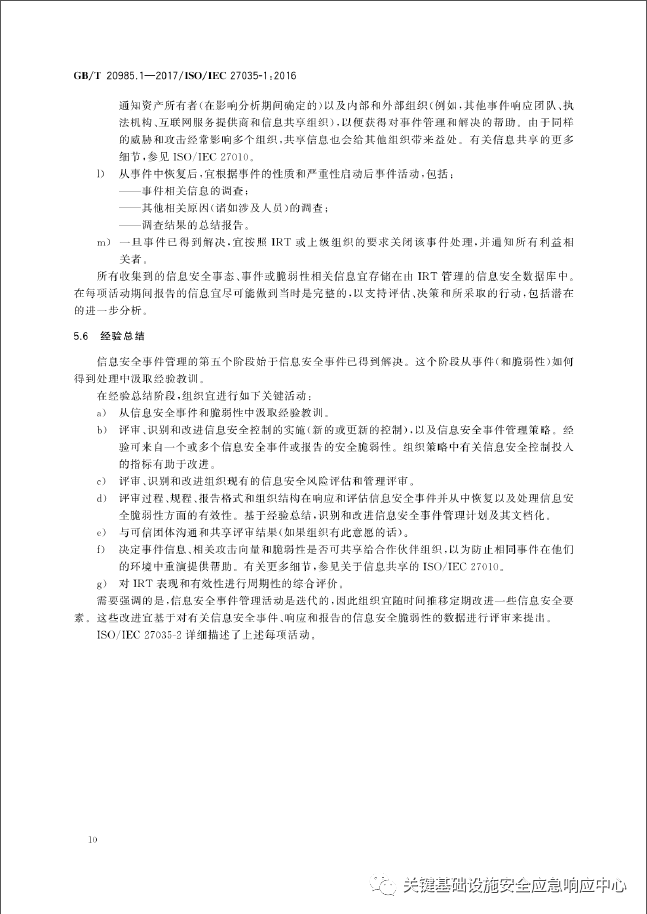 GB/T 20985.1—2017/ISO/IEC 27035-1:2016
通知资产所有者(在影响分析期间确定的)以及内部和外部组织(例如,其他事件响应团队、执
法机构、互联网服务提供商和信息共享组织),以便获得对事件管理和解决的帮助。由于同样
的威胁和攻击经常影响多个组织,共享信息也会给其他组织带来益处。有关信息共享的更多
细节,参见 ISO/IEC 27010。
l) 从事件中恢复后,宜根据事件的性质和严重性启动后事件活动,包括:
——事件相关信息的调查;
——其他相关原因(诸如涉及人员)的调查;
——调查结果的总结报告。
m) 一旦事件已得到解决,宜按照 IRT 或上级组织的要求关闭该事件处理,并通知所有利益相
关者。
所有收集到的信息安全事态、事件或脆弱性相关信息宜存储在由 IRT 管理的信息安全数据库中。
在每项活动期间报告的信息宜尽可能做到当时是完整的,以支持评估、决策和所采取的行动,包括潜在
的进一步分析。
5.6 经验总结
信息安全事件管理的第五个阶段始于信息安全事件已得到解决。这个阶段从事件(和脆弱性)如何
得到处理中汲取经验教训。
在经验总结阶段,组织宜进行如下关键活动:
a) 从信息安全事件和脆弱性中汲取经验教训。
b) 评审、识别和改进信息安全控制的实施(新的或更新的控制),以及信息安全事件管理策略。经
验可来自一个或多个信息安全事件或报告的安全脆弱性。组织策略中有关信息安全控制投入
的指标有助于改进。
c) 评审、识别和改进组织现有的信息安全风险评估和管理评审。
d) 评审过程、规程、报告格式和组织结构在响应和评估信息安全事件并从中恢复以及处理信息安
全脆弱性方面的有效性。基于经验总结,识别和改进信息安全事件管理计划及其文档化。
e) 与可信团体沟通和共享评审结果(如果组织有此意愿的话)。
f) 决定事件信息、相关攻击向量和脆弱性是否可共享给合作伙伴组织,以为防止相同事件在他们
的环境中重演提供帮助。有关更多细节,参见关于信息共享的 ISO/IEC 27010。
g) 对 IRT 表现和有效性进行周期性的综合评价。
需要强调的是,信息安全事件管理活动是迭代的,因此组织宜随时间推移定期改进一些信息安全要
素。这些改进宜基于对有关信息安全事件、响应和报告的信息安全脆弱性的数据进行评审来提出。
ISO/IEC 27035-2 详细描述了上述每项活动。
10
关键基础设施安全应急响应中心